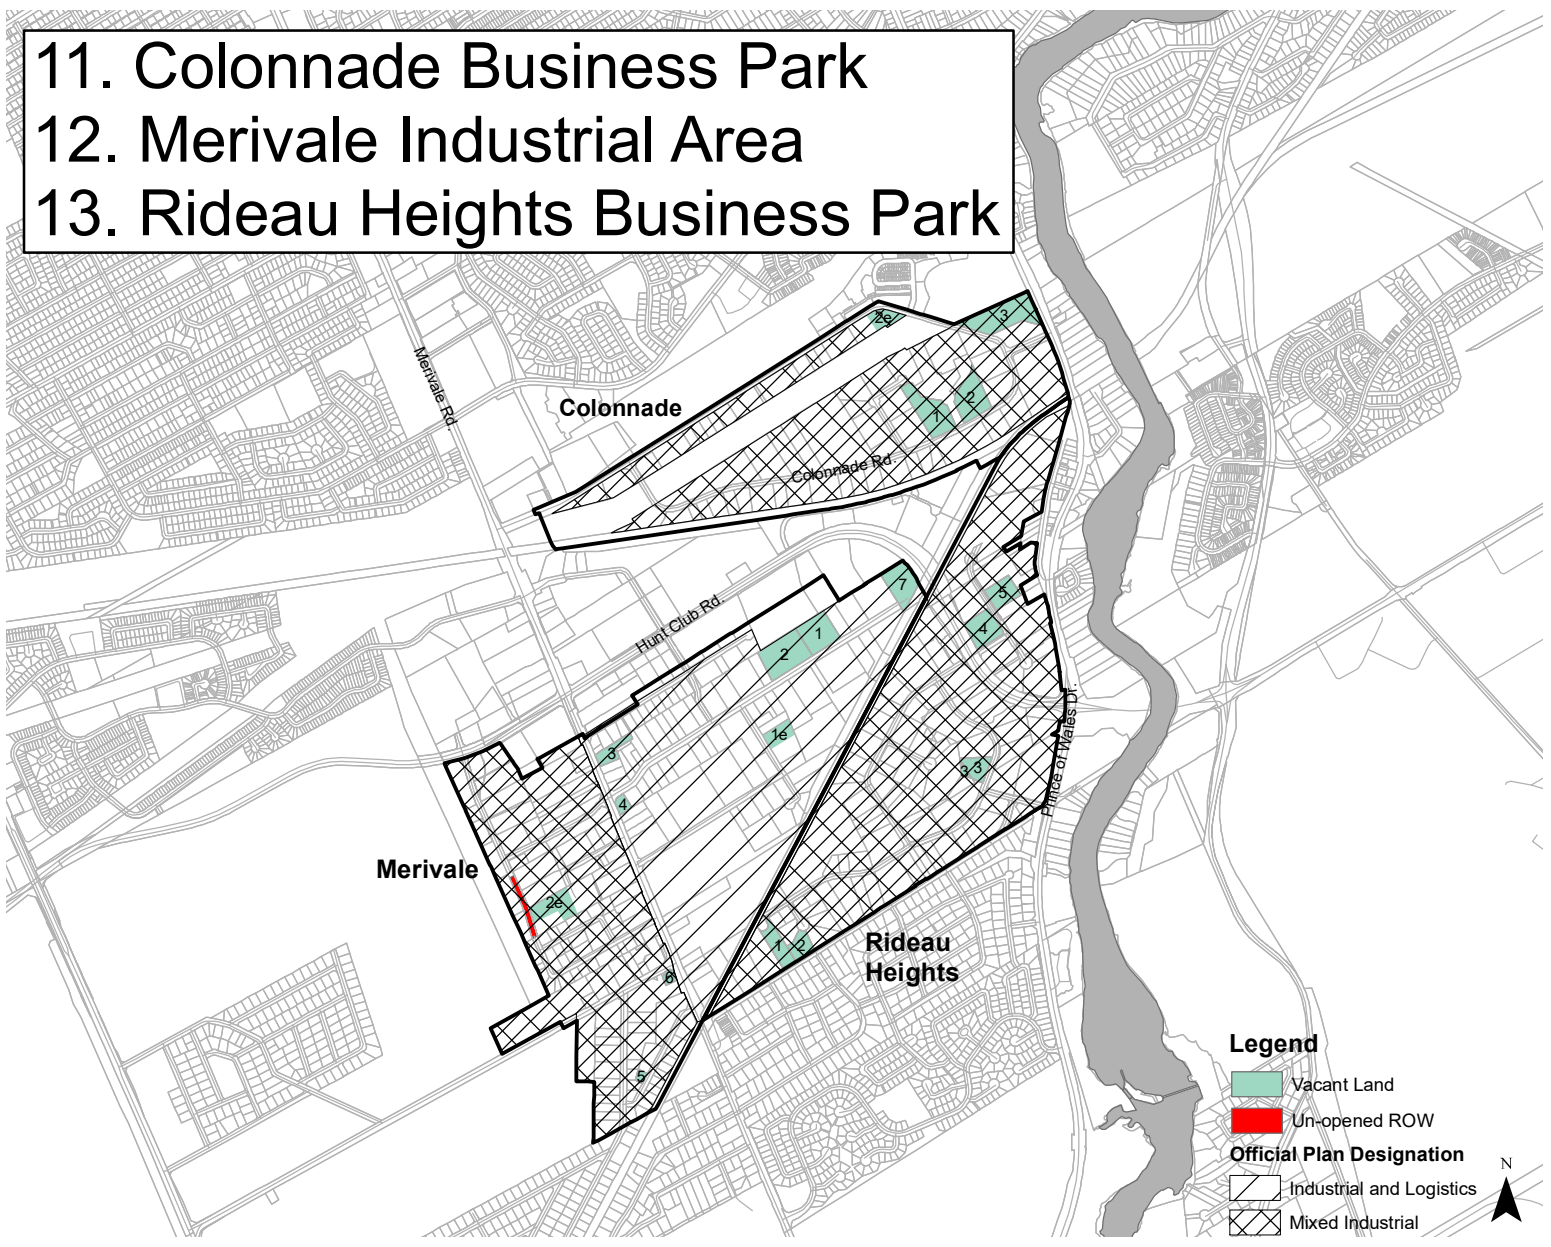 11. Colonnade Business Park
12. Merivale Industrial Area
13. Rideau Heights Business Park
2e
3
Merivale Rd.
Colonnade
2
1
Colonnade Rd.
7
5
Hunt Club Rd.
1
4
2
1e
3
3
3
4
Prince of Wales Dr.
Merivale
2e
1
2
Rideau
Heights
6
5
Legend
Vacant Land
Un-opened ROW
Official Plan Designation
Industrial and Logistics
Mixed Industrial
N